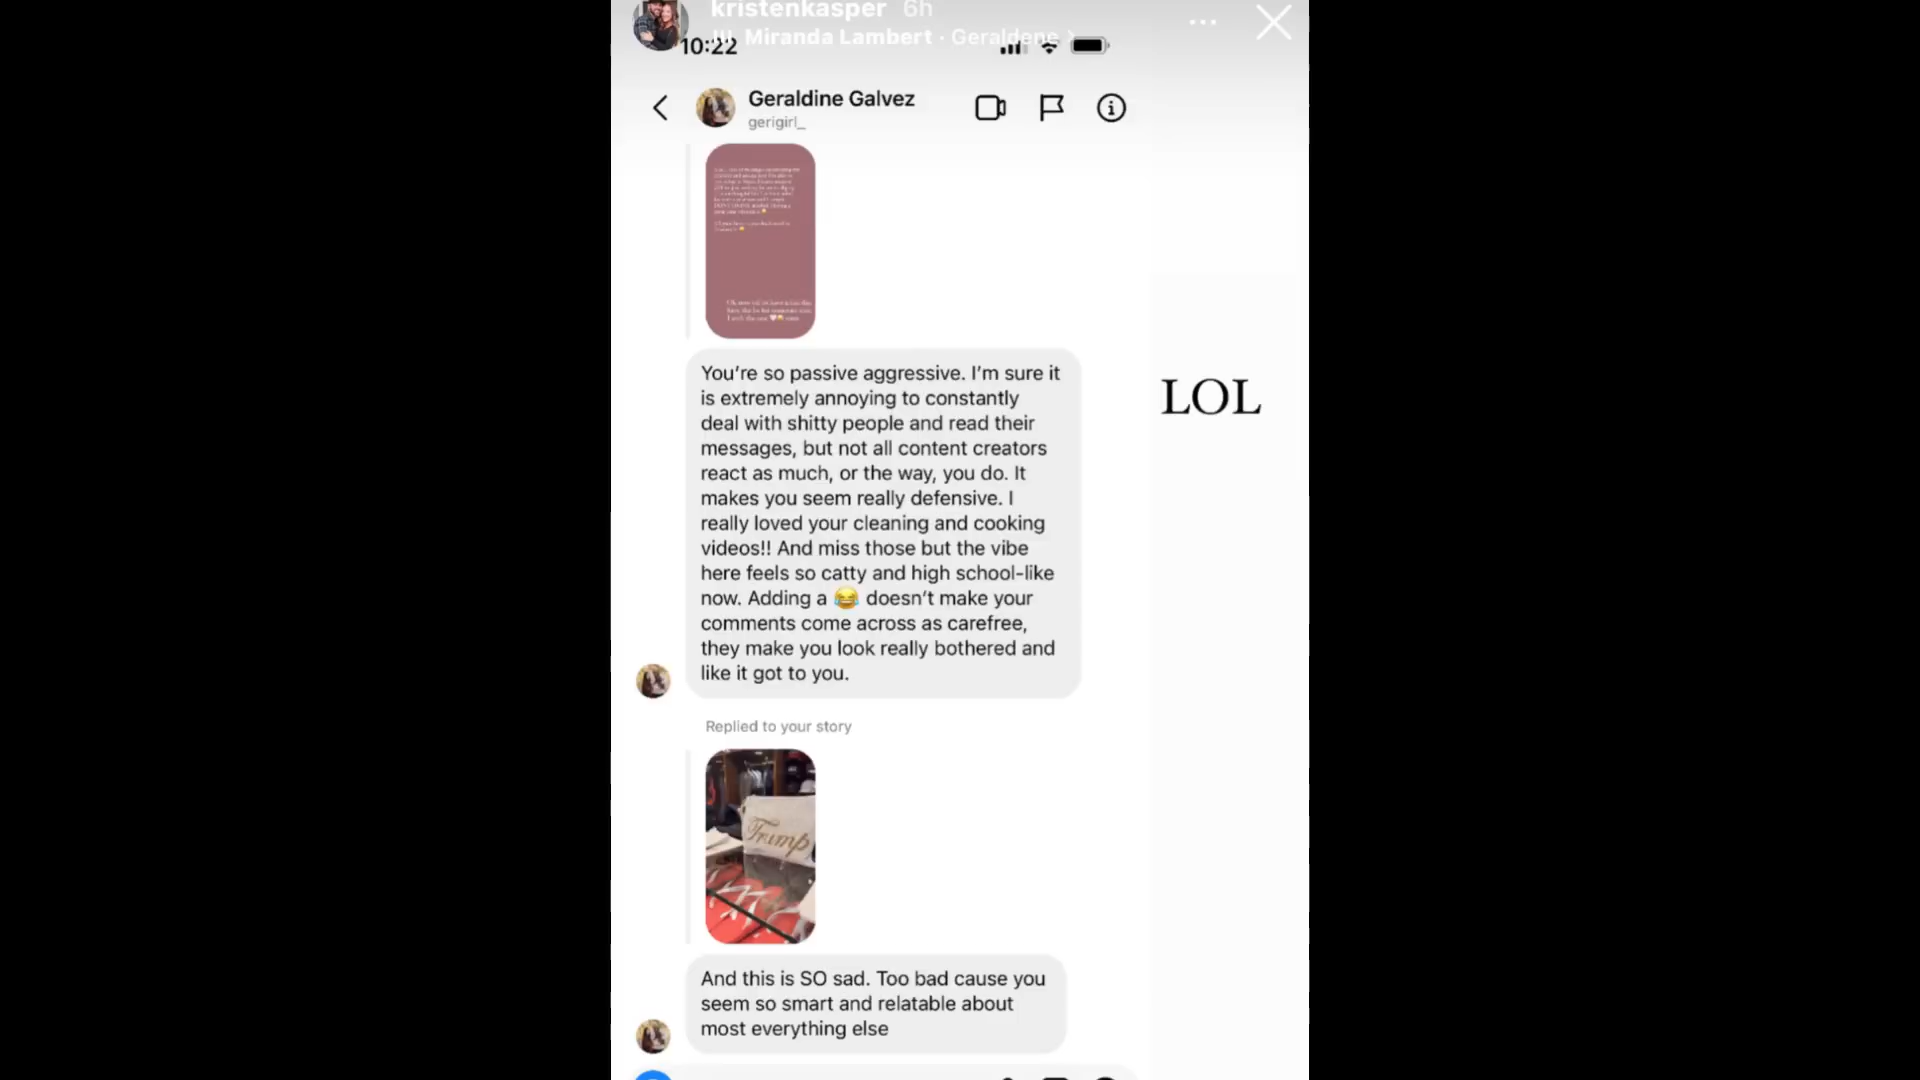 kristenkasper 6h
Miranda Lambert · Geraldene >
10:22
Geraldine Galvez
gerigirl_
You're so passive aggressive. I'm sure it
is extremely annoying to constantly
deal with shitty people and read their
messages, but not all content creators
react as much, or the way, you do. It
makes you seem really defensive. I
really loved your cleaning and cooking
videos!! And miss those but the vibe
here feels so catty and high school-like
now. Adding a 😂 doesn't make your
comments come across as carefree,
they make you look really bothered and
like it got to you.
LOL
Replied to your story
Trump
And this is SO sad. Too bad cause you
seem so smart and relatable about
most everything else